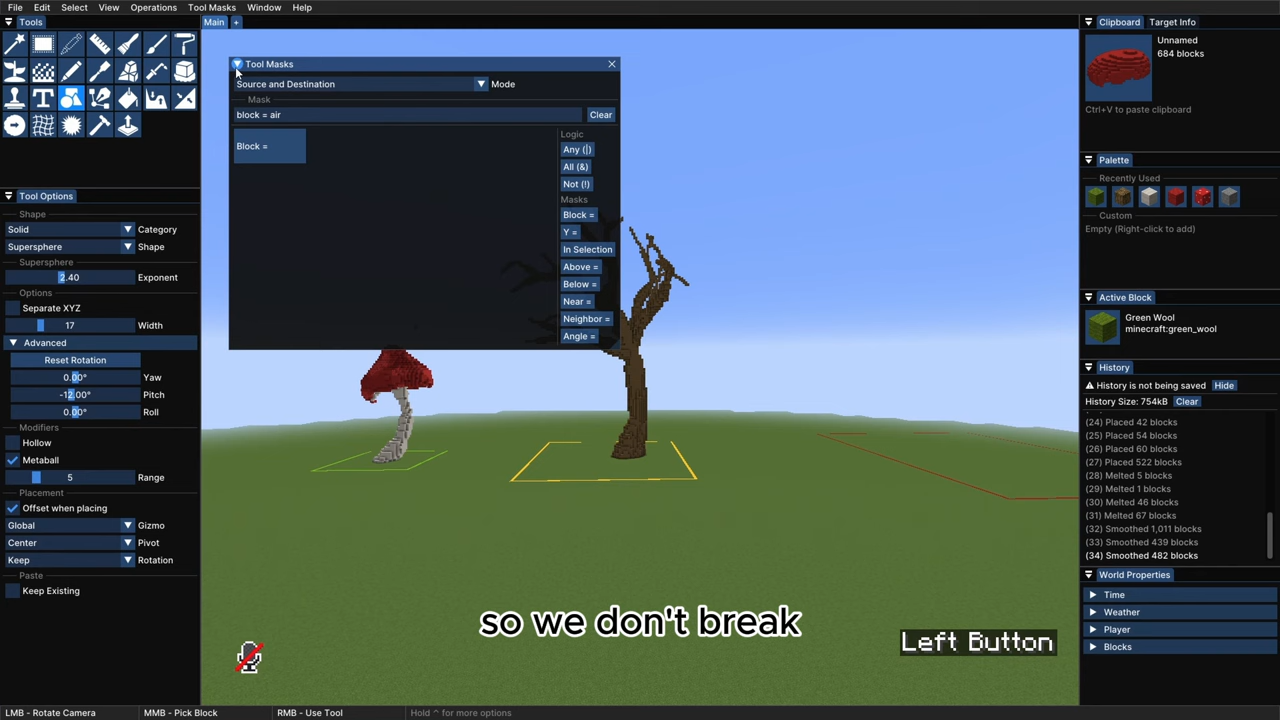 File Edit Select View Operations Tool Masks Window Help
Tools
Main +
Tool Masks
Source and Destination Mode
Mask
block = air Clear
Block =
Logic
Any (|)
All (&)
Not (!)
Masks
Block =
Y =
In Selection
Above =
Below =
Near =
Neighbor =
Angle =
Tool Options
Shape
Solid Category
Supersphere Shape
Supersphere
2.40 Exponent
Options
Separate XYZ
17 Width
Advanced
Reset Rotation
0.00° Yaw
-12.00° Pitch
0.00° Roll
Modifiers
Hollow
Metaball
5 Range
Placement
Offset when placing
Global Gizmo
Center Pivot
Keep Rotation
Paste
Keep Existing
Clipboard Target Info
Unnamed
684 blocks
Ctrl+V to paste clipboard
Palette
Recently Used
Custom
Empty (Right-click to add)
Active Block
Green Wool
minecraft:green_wool
History
History is not being saved Hide
History Size: 754kB Clear
(24) Placed 42 blocks
(25) Placed 54 blocks
(26) Placed 60 blocks
(27) Placed 522 blocks
(28) Melted 5 blocks
(29) Melted 1 blocks
(30) Melted 46 blocks
(31) Melted 67 blocks
(32) Smoothed 1,011 blocks
(33) Smoothed 439 blocks
(34) Smoothed 482 blocks
World Properties
Time
Weather
Player
Blocks
so we don't break
Left Button
LMB - Rotate Camera MMB - Pick Block RMB - Use Tool Hold ^ for more options